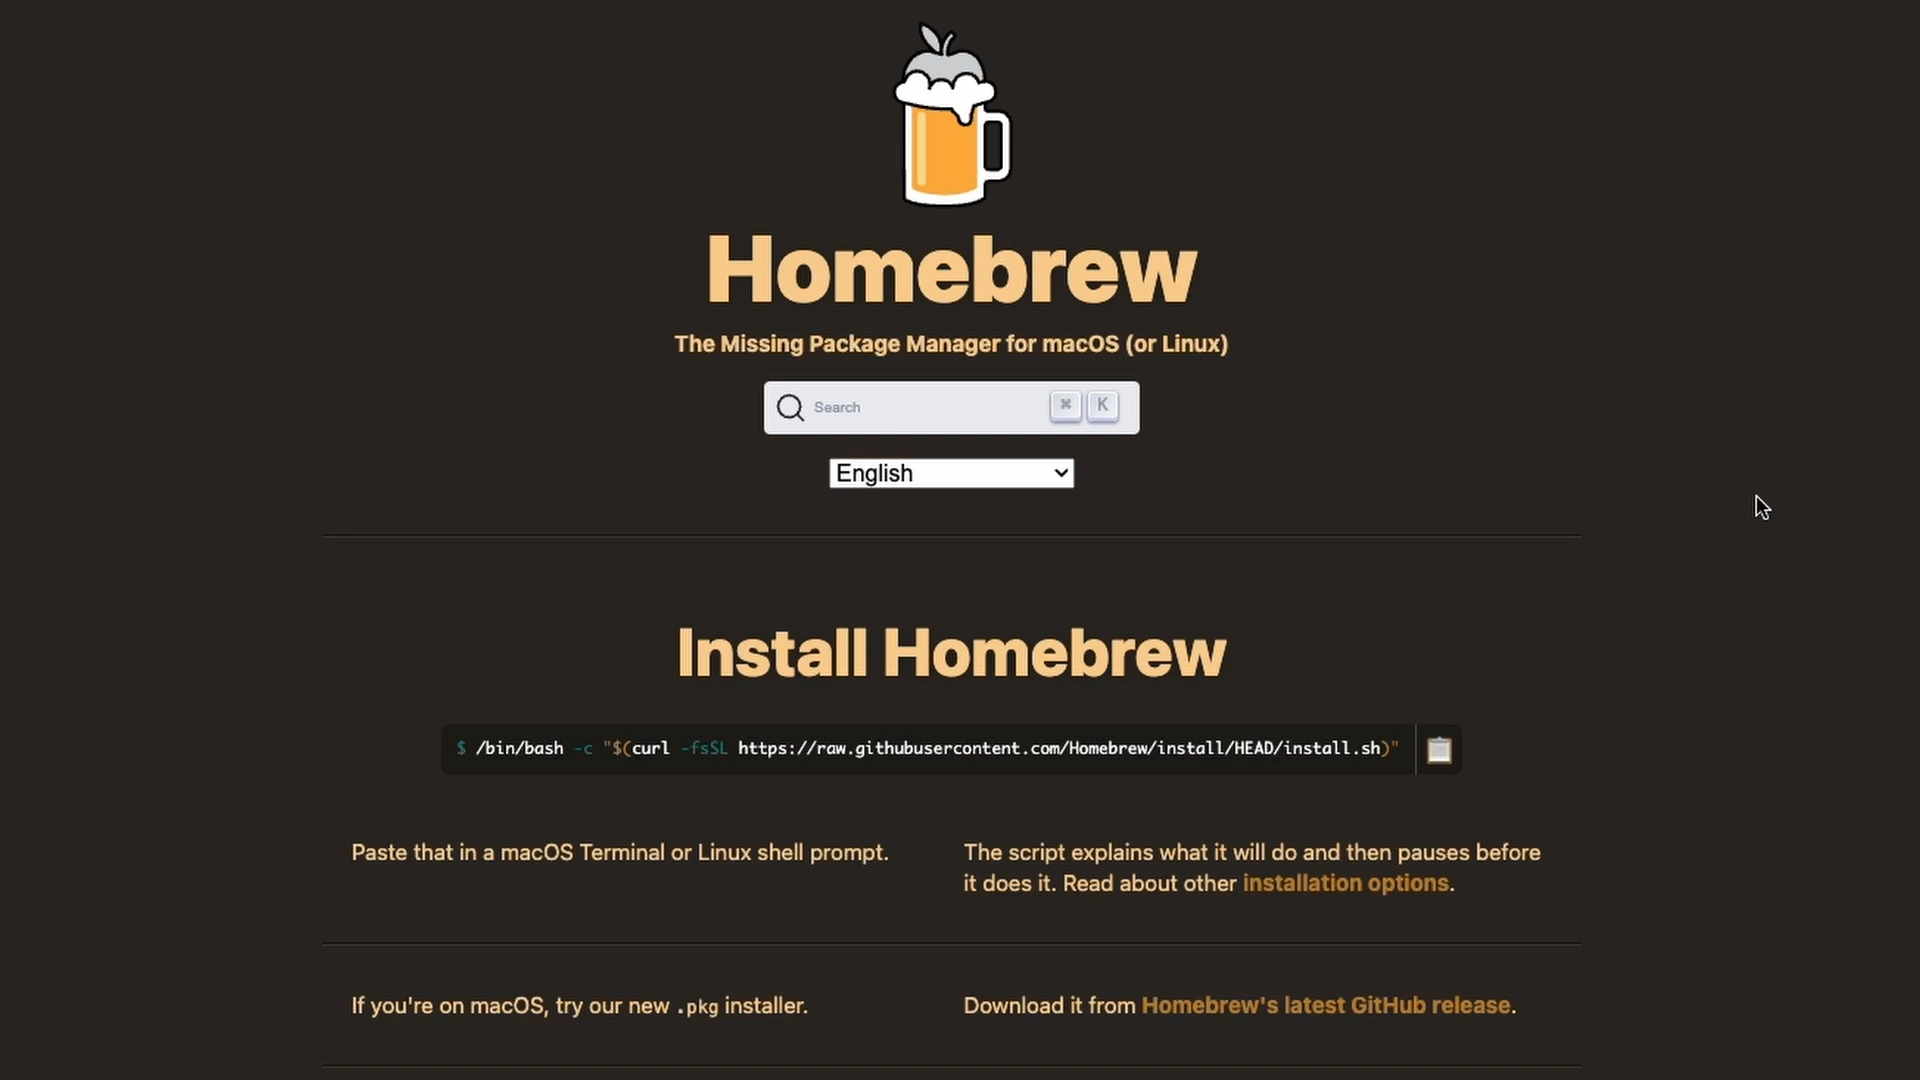 Homebrew
The Missing Package Manager for macOS (or Linux)
Search ⌘ K
English
Install Homebrew
$ /bin/bash -c "$(curl -fsSL https://raw.githubusercontent.com/Homebrew/install/HEAD/install.sh)"
Paste that in a macOS Terminal or Linux shell prompt.
The script explains what it will do and then pauses before
it does it. Read about other installation options.
If you're on macOS, try our new .pkg installer.
Download it from Homebrew's latest GitHub release.